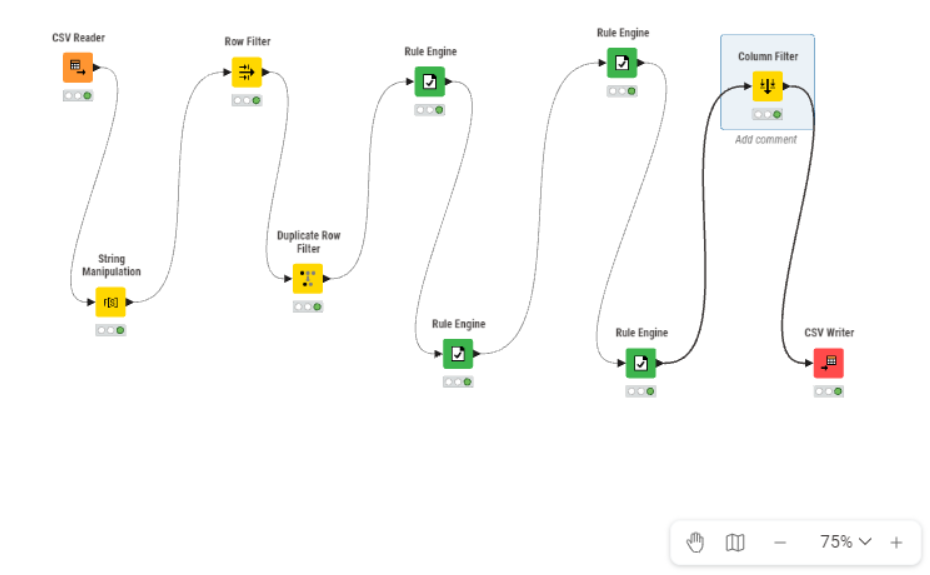 CSV Reader
Row Filter
Rule Engine
Rule Engine
Column Filter
Add comment
Duplicate Row
Filter
String
Manipulation
r[s]
Rule Engine
Rule Engine
CSV Writer
75%